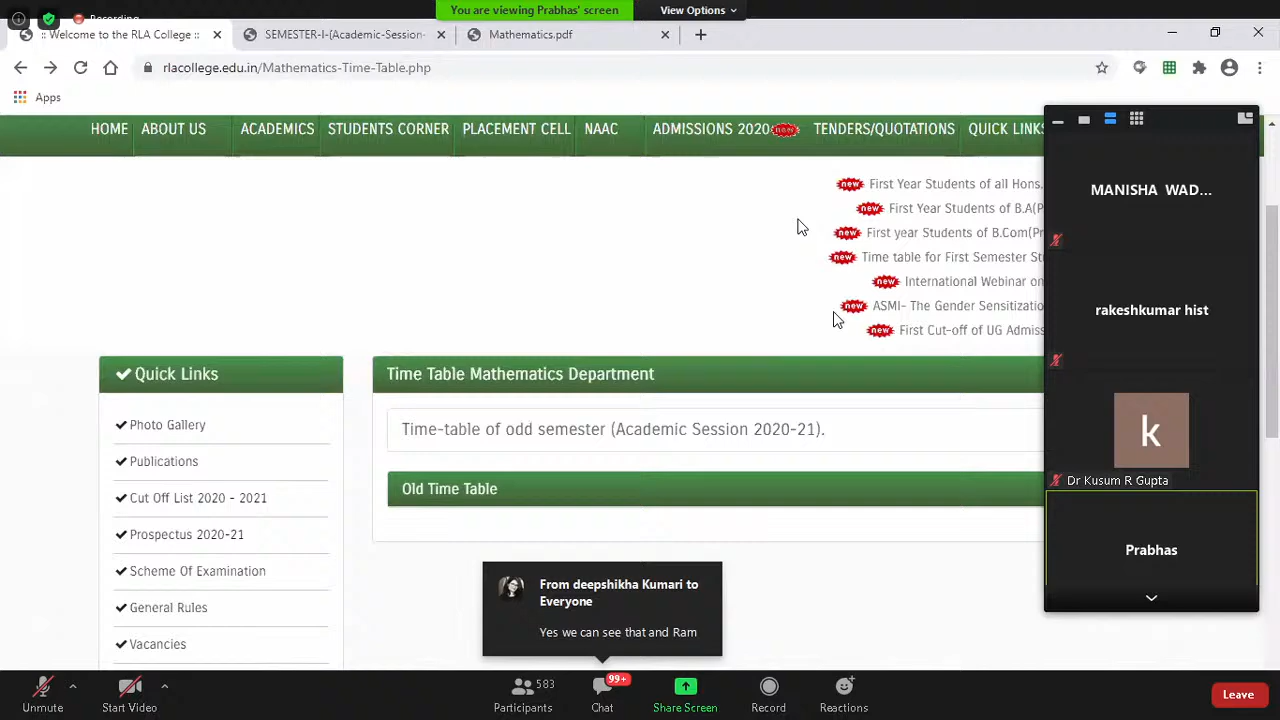 Recording
You are viewing Prabhas' screen
View Options
:: Welcome to the RLA College ::
SEMESTER-I-(Academic-Session-
Mathematics.pdf
rlacollege.edu.in/Mathematics-Time-Table.php
Apps
HOME
ABOUT US
ACADEMICS
STUDENTS CORNER
PLACEMENT CELL
NAAC
ADMISSIONS 2020 new
TENDERS/QUOTATIONS
QUICK LINKS
new First Year Students of all Hons.
new First Year Students of B.A(P
new First year Students of B.Com(Pr
new Time table for First Semester St
new International Webinar on
new ASMI- The Gender Sensitizatio
new First Cut-off of UG Admiss
Quick Links
Photo Gallery
Publications
Cut Off List 2020 - 2021
Prospectus 2020-21
Scheme Of Examination
General Rules
Vacancies
Time Table Mathematics Department
Time-table of odd semester (Academic Session 2020-21).
Old Time Table
From deepshikha Kumari to
Everyone
Yes we can see that and Ram
MANISHA WAD...
rakeshkumar hist
k
Dr Kusum R Gupta
Prabhas
Unmute
Start Video
Participants
583
Chat
99+
Share Screen
Record
Reactions
Leave